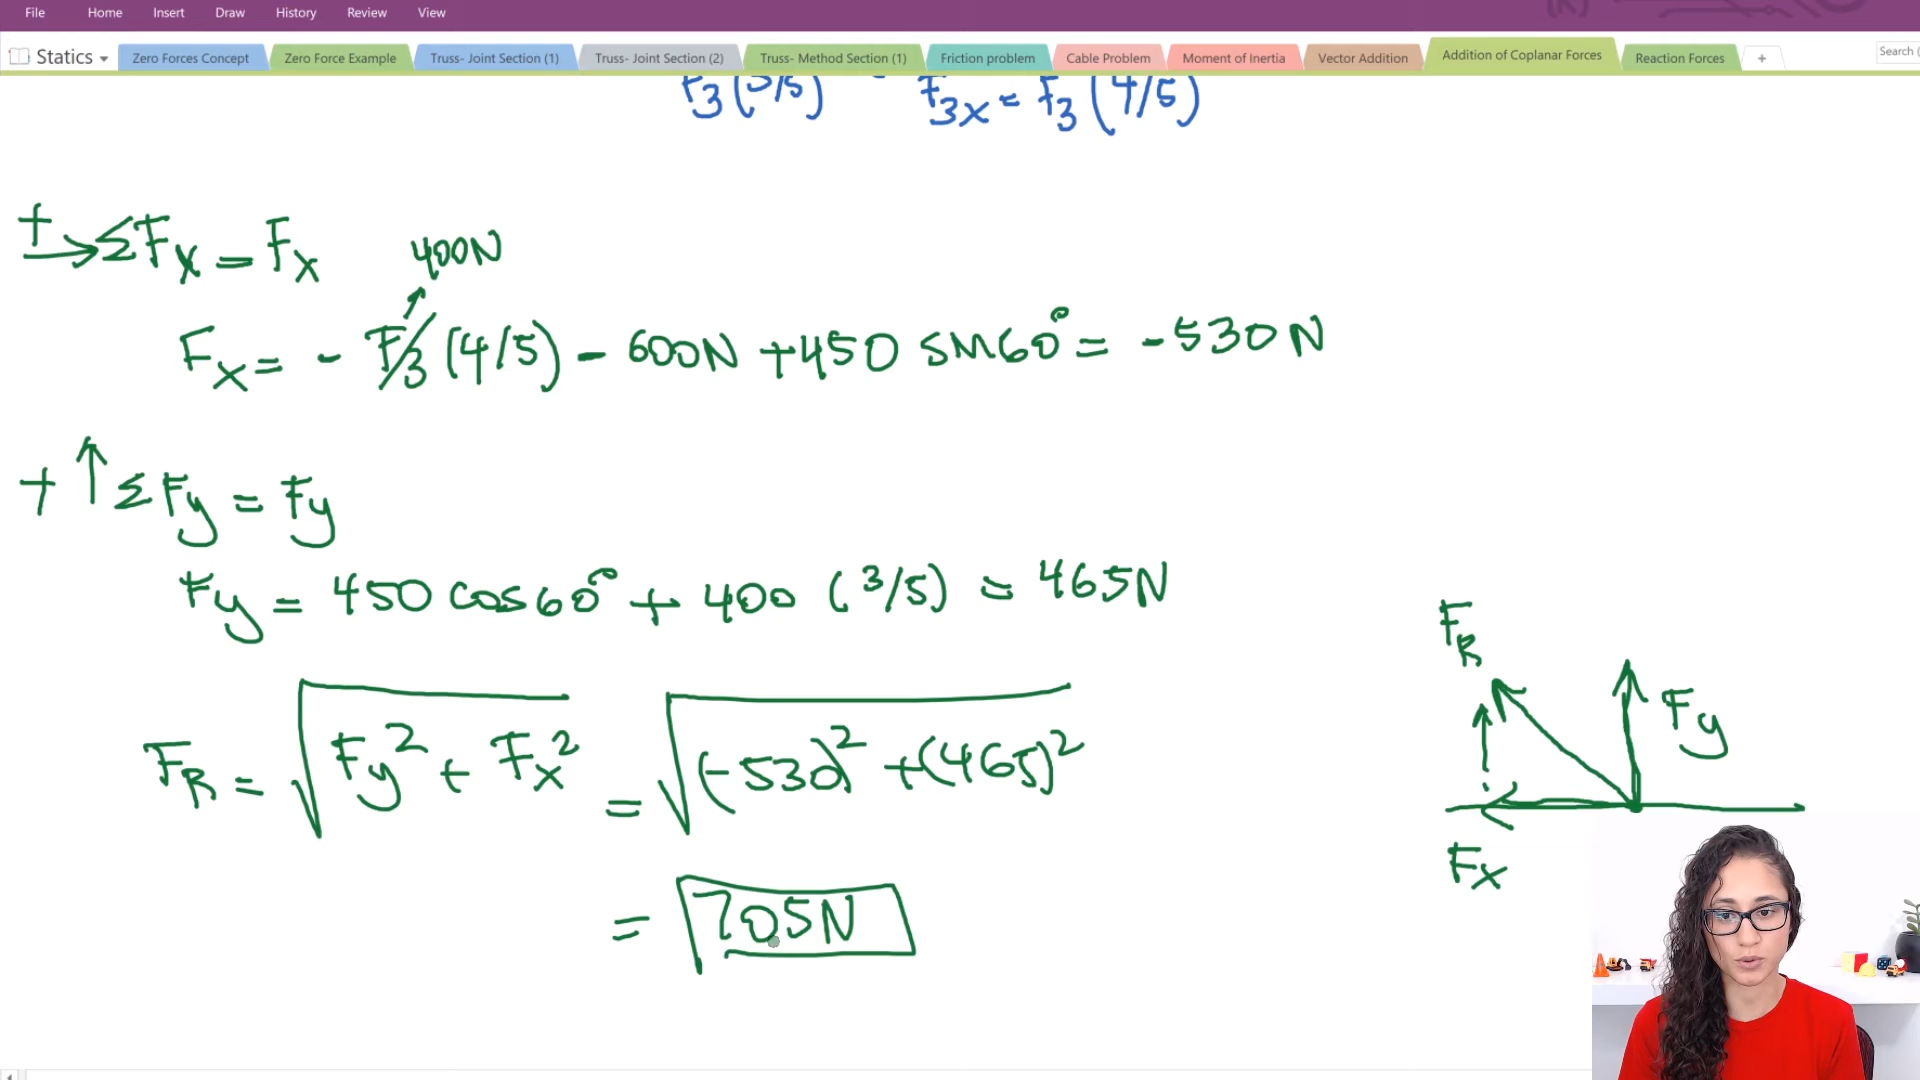 File Home Insert Draw History Review View
Statics Zero Forces Concept Zero Force Example Truss- Joint Section (1) Truss- Joint Section (2) Truss- Method Section (1) Friction problem Cable Problem Moment of Inertia Vector Addition Addition of Coplanar Forces Reaction Forces + Search (
F3 (3/5) F3x = F3 (4/5)
+→ΣFx = Fx
400N
Fx = - F3 (4/5) - 600N +450 sin60° = -530N
+↑ΣFy = Fy
Fy = 450 cos60° + 400 (3/5) = 465N
FR = √Fy² + Fx² = √(-530)² +(465)²
= 705N
FR
Fy
Fx